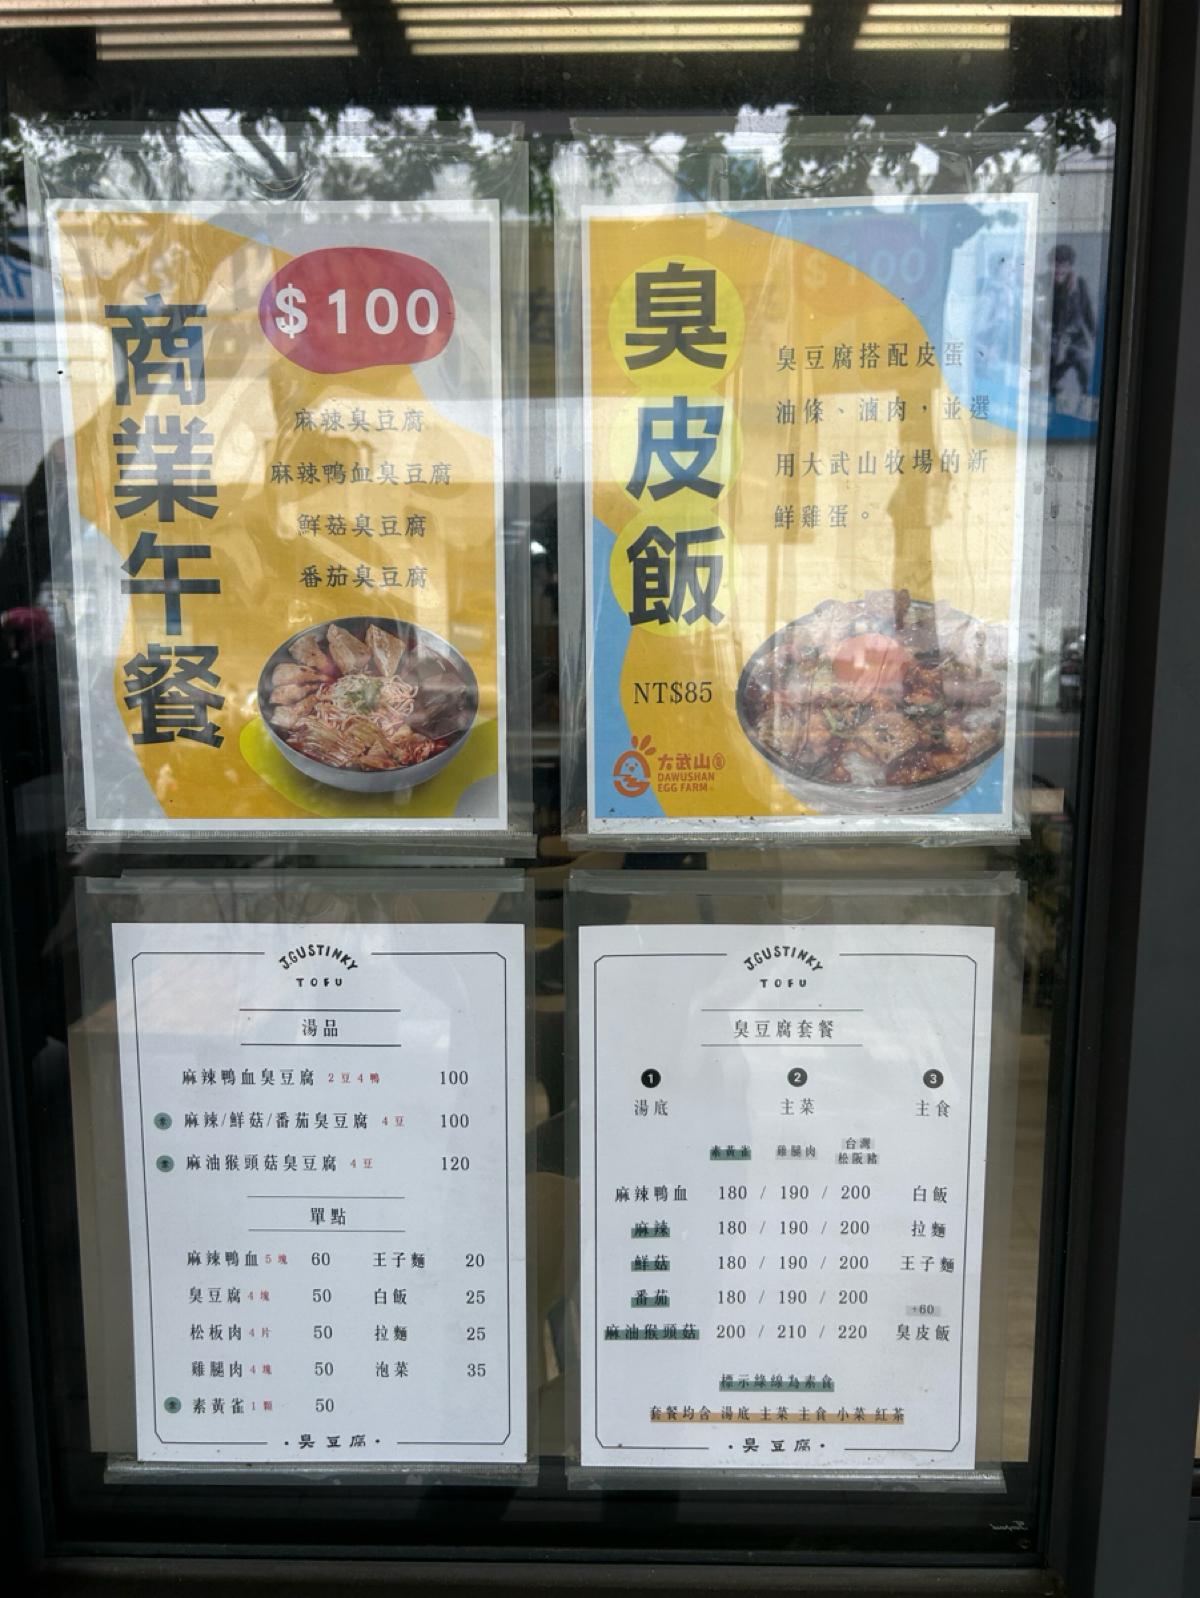 商業午餐
$100
麻辣臭豆腐
麻辣鴨血臭豆腐
鮮菇臭豆腐
番茄臭豆腐
臭皮飯
臭豆腐搭配皮蛋、
油條、滷肉，並選
用大武山牧場的新
鮮雞蛋。
NT$85
大武山
DAWUSHAN
EGG FARM
J.GUSTINKY
TOFU
湯品
麻辣鴨血臭豆腐 2豆4鴨 100
素 麻辣/鮮菇/番茄臭豆腐 4豆 100
素 麻油猴頭菇臭豆腐 4豆 120
單點
麻辣鴨血 5塊 60 王子麵 20
臭豆腐 4塊 50 白飯 25
松板肉 4片 50 拉麵 25
雞腿肉 4塊 50 泡菜 35
素 素黃雀 1顆 50
·臭豆腐·
J.GUSTINKY
TOFU
臭豆腐套餐
1 2 3
湯底 主菜 主食
素黃雀 雞腿肉 台灣
松阪豬
麻辣鴨血 180 / 190 / 200 白飯
麻辣 180 / 190 / 200 拉麵
鮮菇 180 / 190 / 200 王子麵
番茄 180 / 190 / 200
+60
麻油猴頭菇 200 / 210 / 220 臭皮飯
標示綠線為素食
套餐均含 湯底 主菜 主食 小菜 紅茶
·臭豆腐·